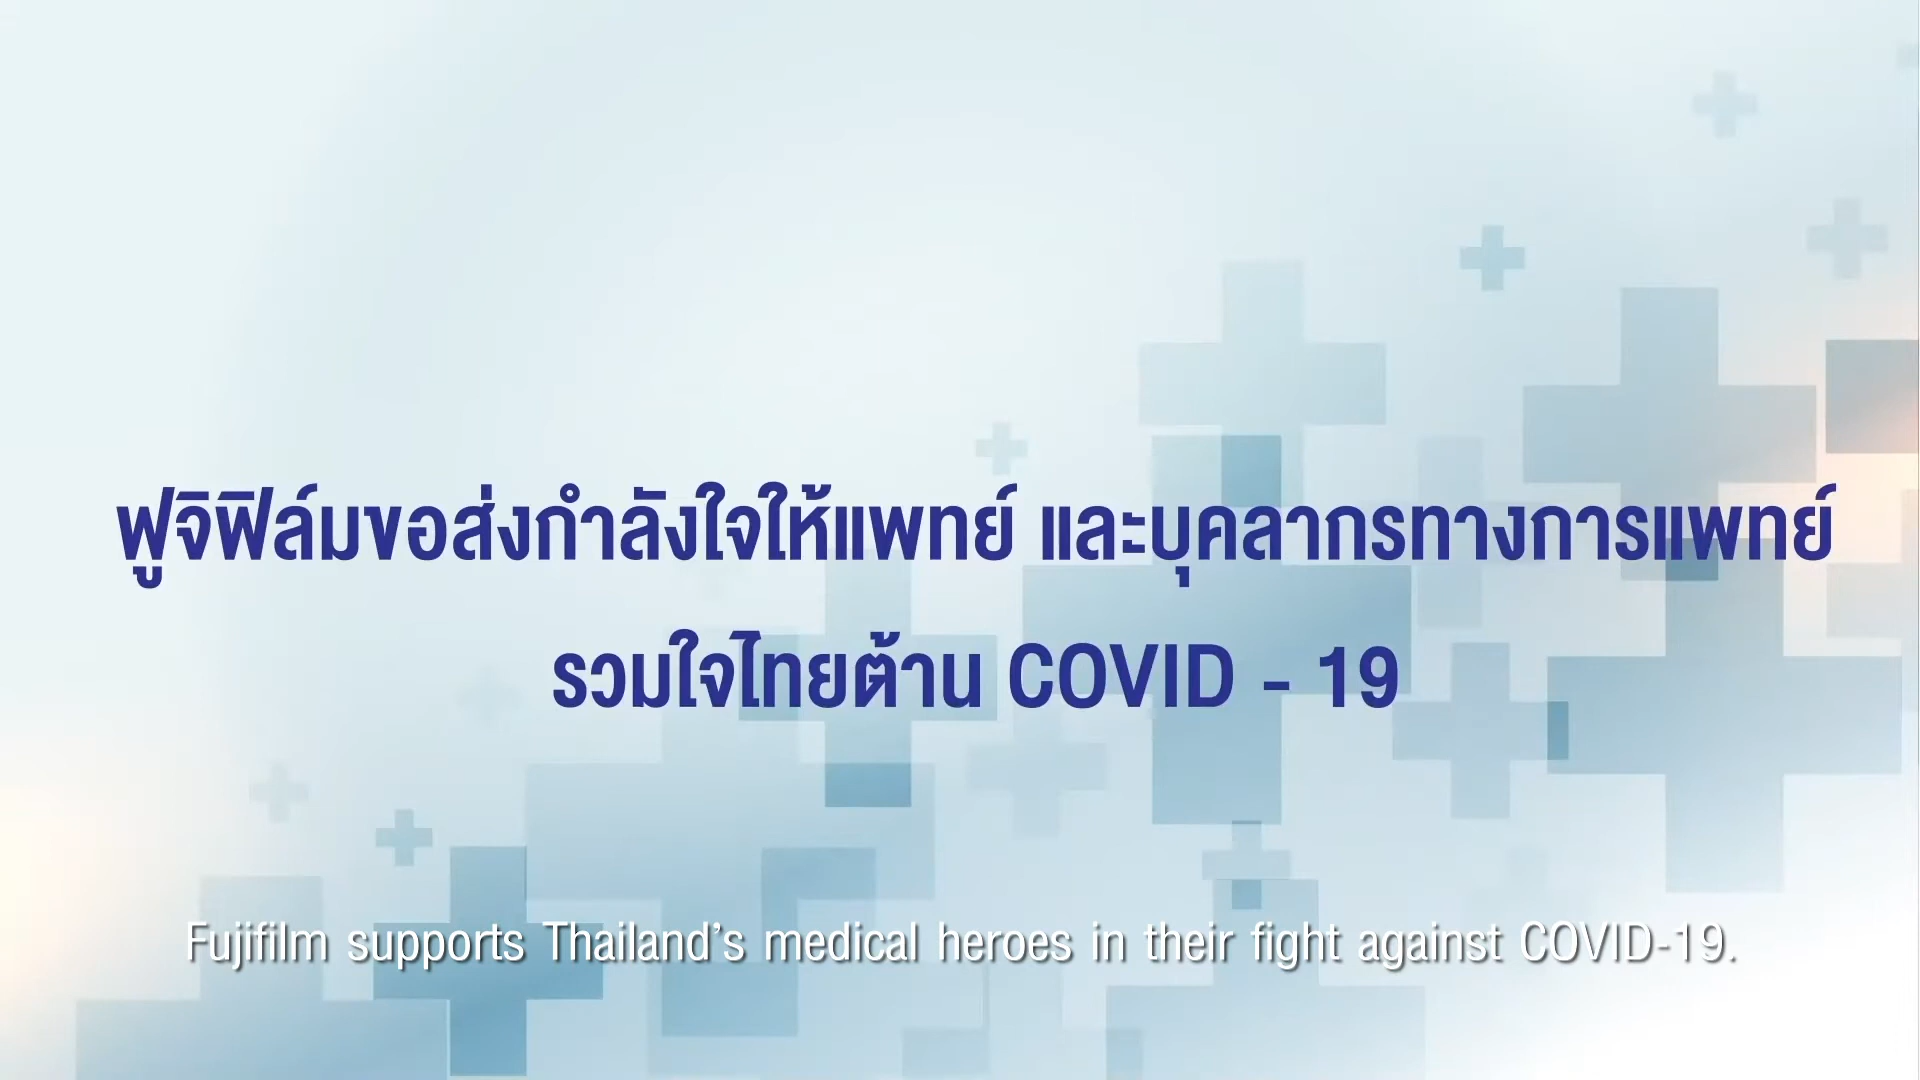 ฟูจิฟิล์มขอส่งกำลังใจให้แพทย์ และบุคลากรทางการแพทย์
รวมใจไทยต้าน COVID - 19
Fujifilm supports Thailand’s medical heroes in their fight against COVID-19.